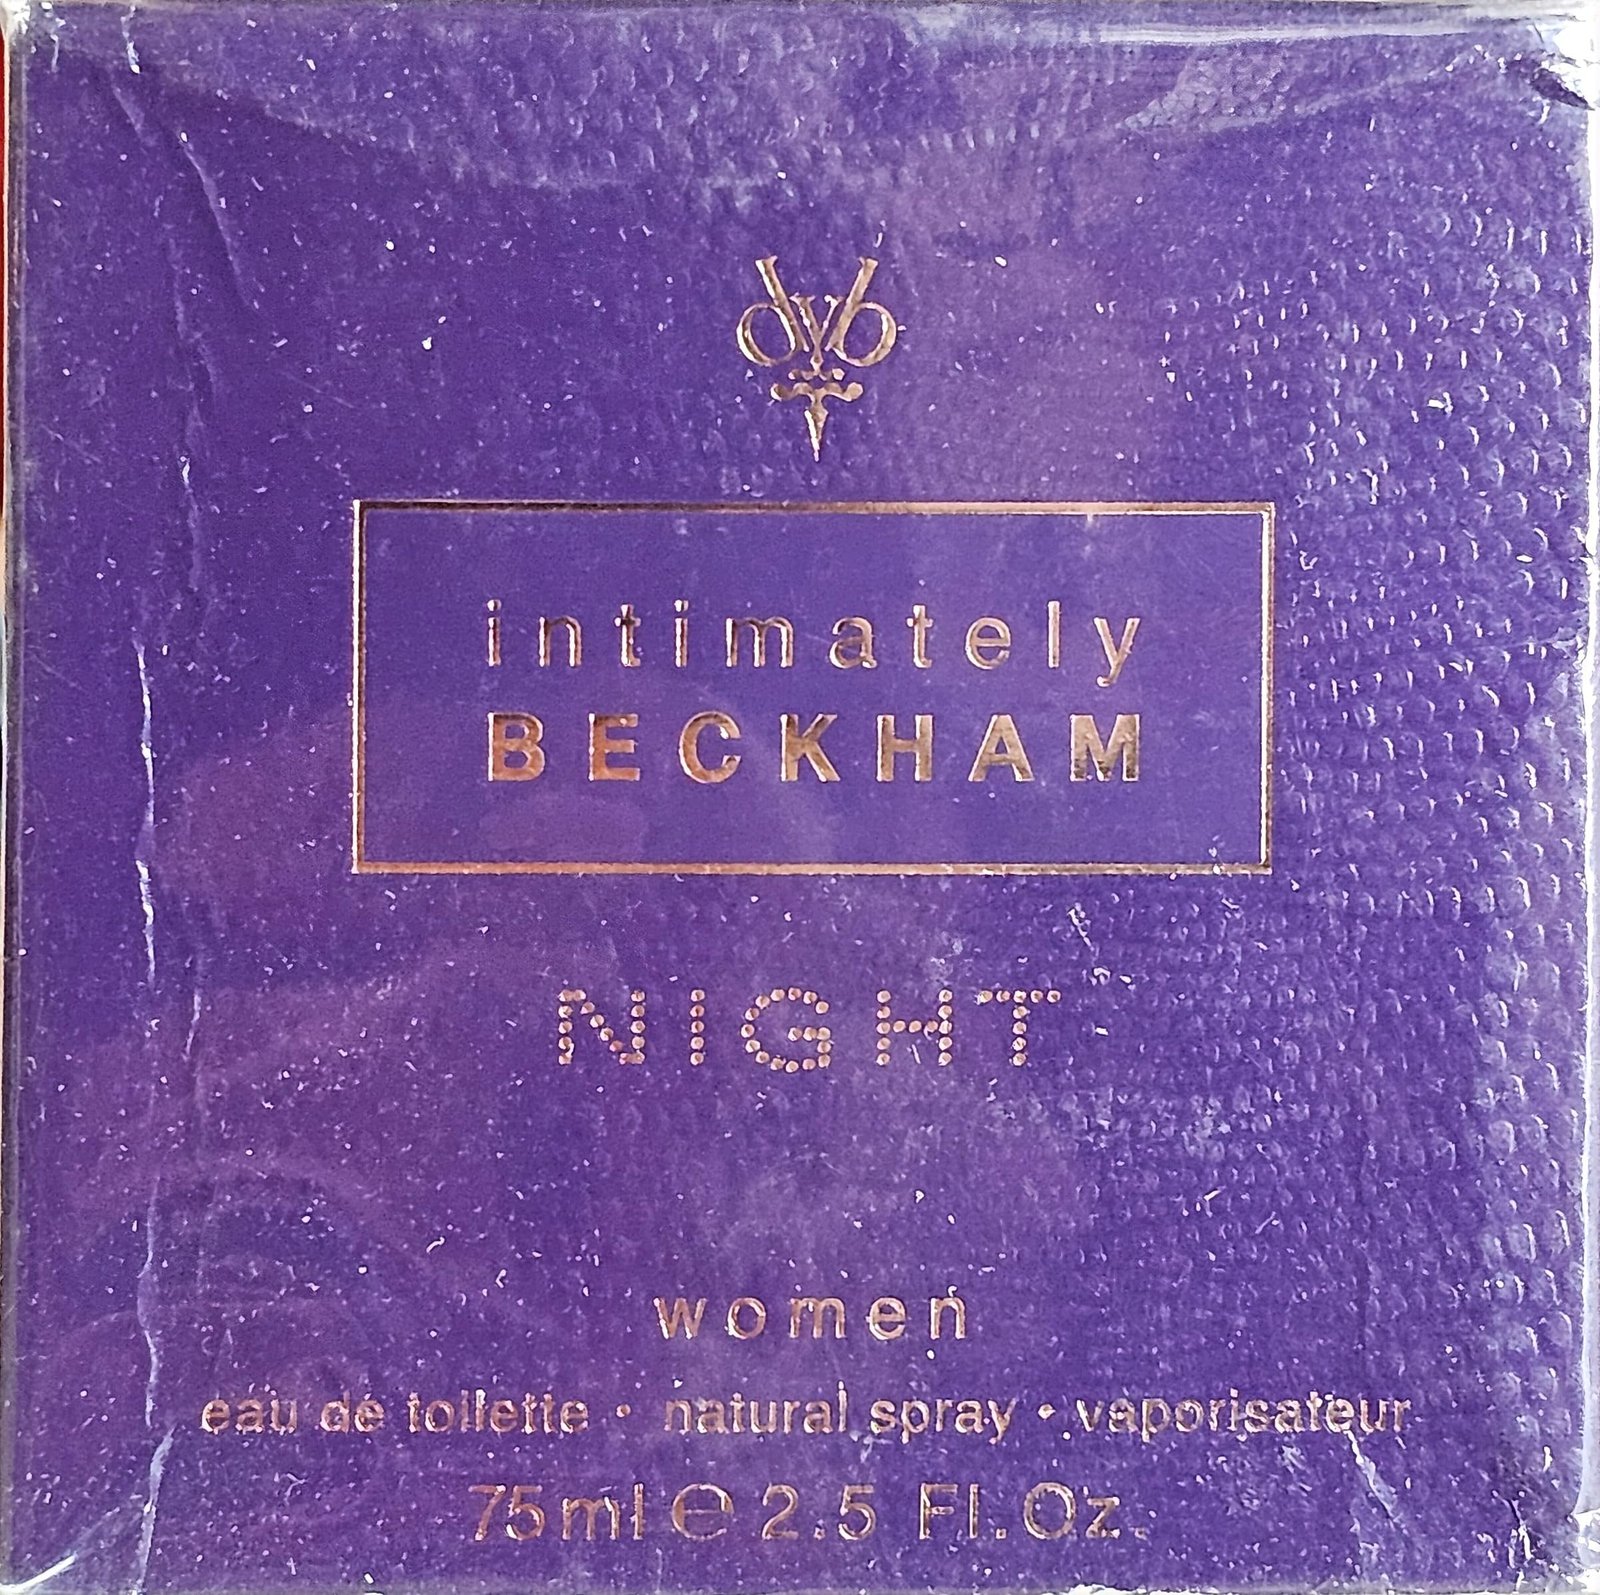 dvb
intimately
BECKHAM
NIGHT
women
eau de toilette • natural spray • vaporisateur
75ml ℮ 2.5 Fl.Oz.